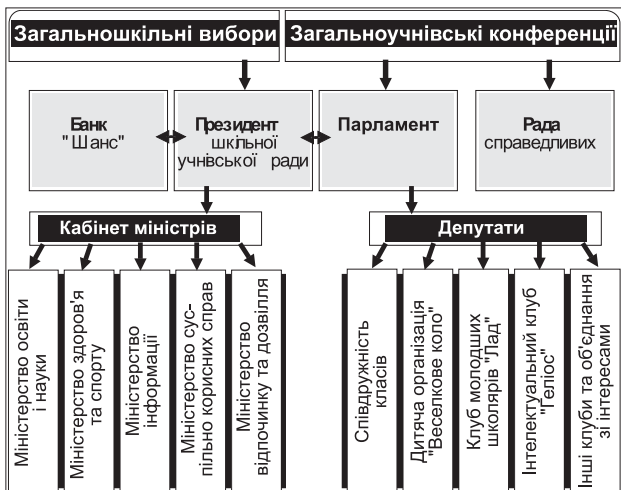 Загальношкільні вибори
Загальноучнівські конференції
Банк
"Шанс"
Президент
шкільної
учнівської ради
Парламент
Рада
справедливих
Кабінет міністрів
Депутати
Міністерство освіти
і науки
Міністерство здоров'я
та спорту
Міністерство
інформації
Міністерство сус-
пільно корисних справ
Міністерство
відпочинку та дозвілля
Співдружність
класів
Дитяча організація
"Веселкове коло"
Клуб молодших
школярів "Лад"
Інтелектуальний клуб
"Геліос"
Інші клуби та об'єднання
зі інтересами